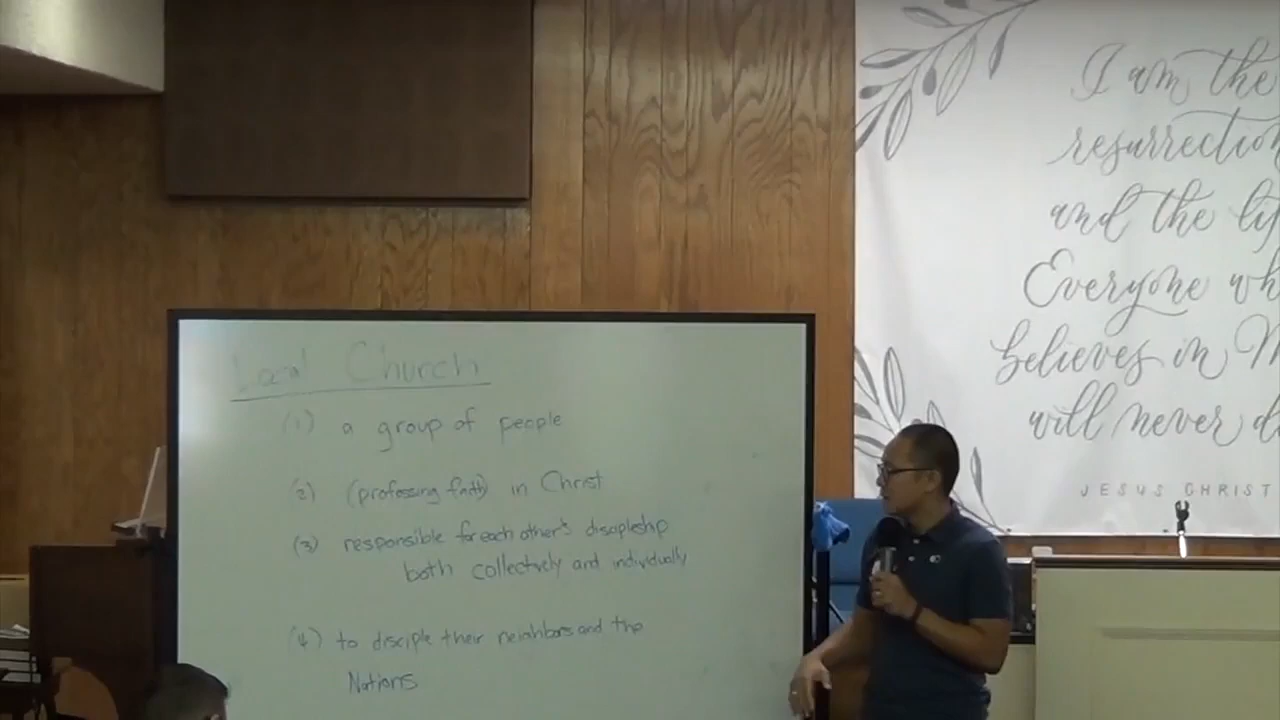 Local Church
(1) a group of people
(2) (professing faith) in Christ
(3) responsible for each other's discipleship
both collectively and individually
(4) to disciple their neighbors and the
Nations
I am the
resurrection
and the
Everyone
believes in
will never
JESUS CHRIST